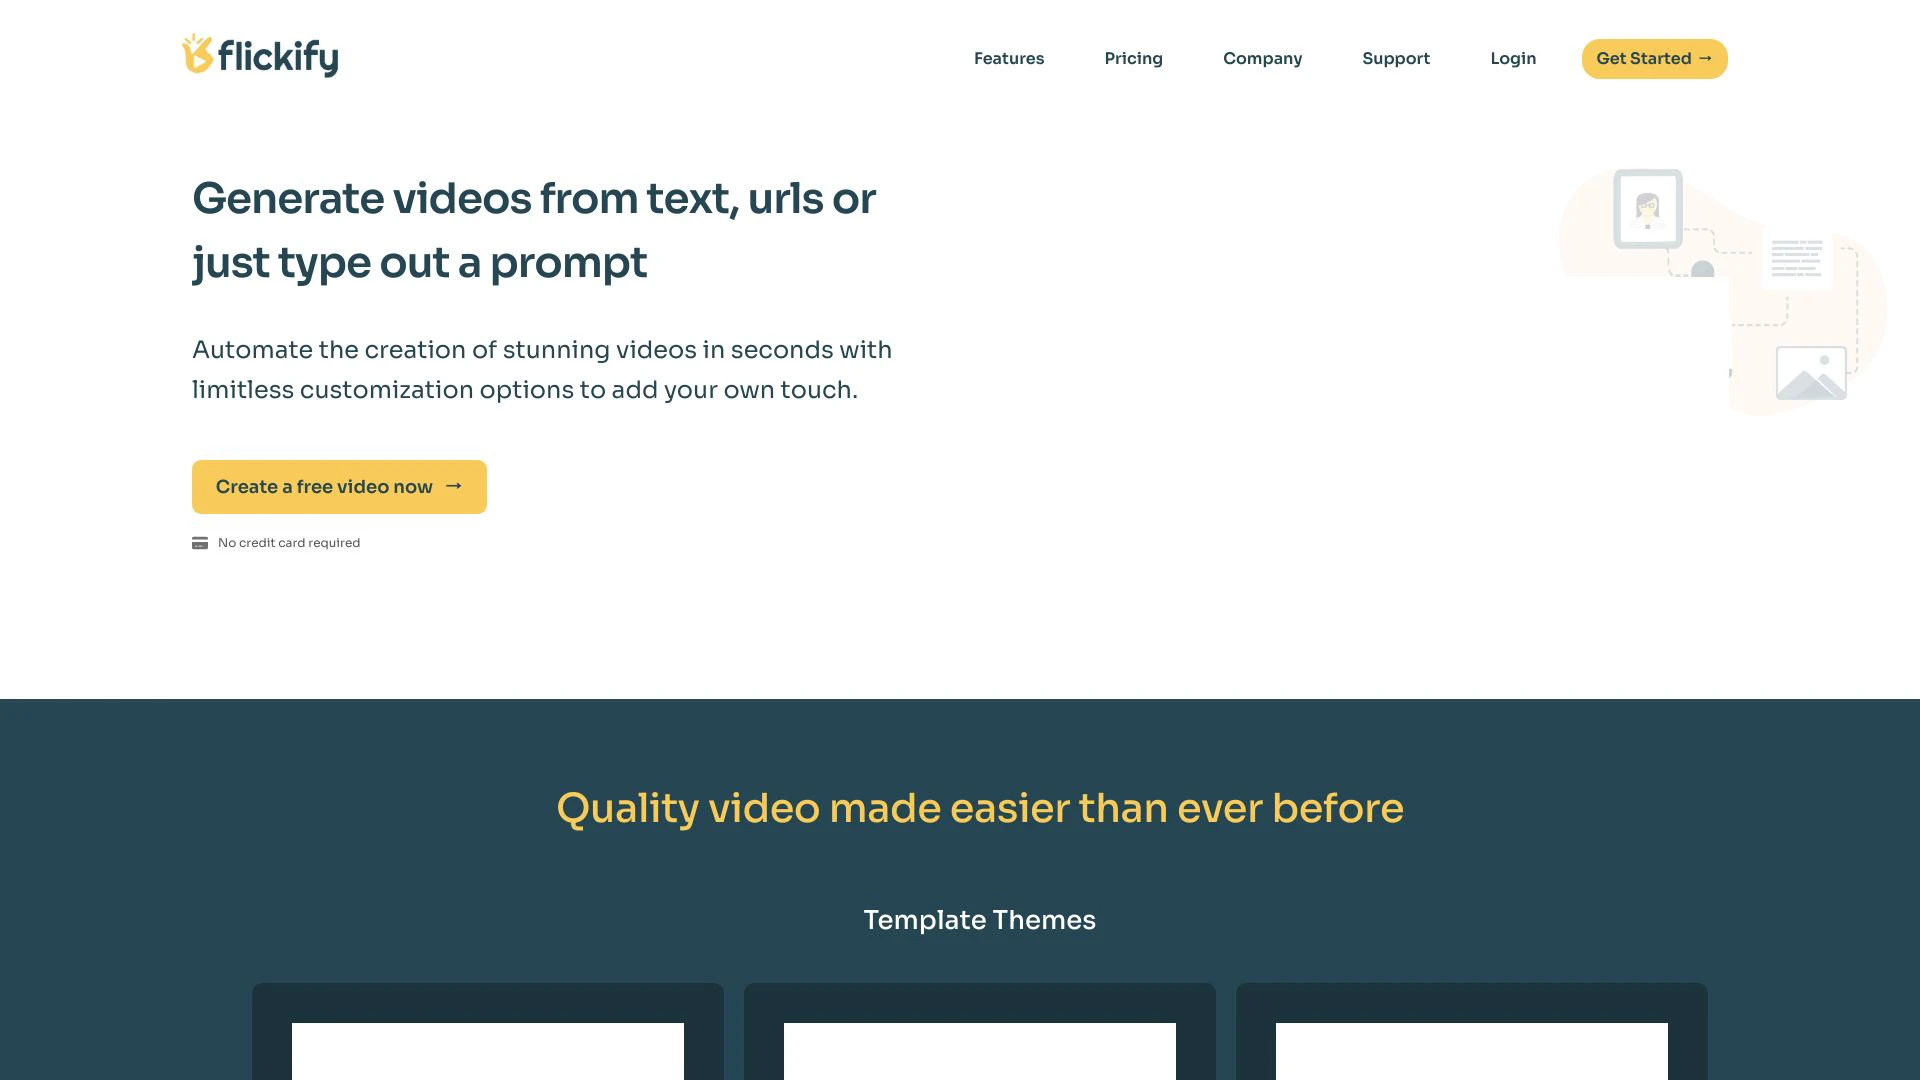 flickify
Features
Pricing
Company
Support
Login
Get Started →
Generate videos from text, urls or
just type out a prompt
Automate the creation of stunning videos in seconds with
limitless customization options to add your own touch.
Create a free video now →
No credit card required
Quality video made easier than ever before
Template Themes